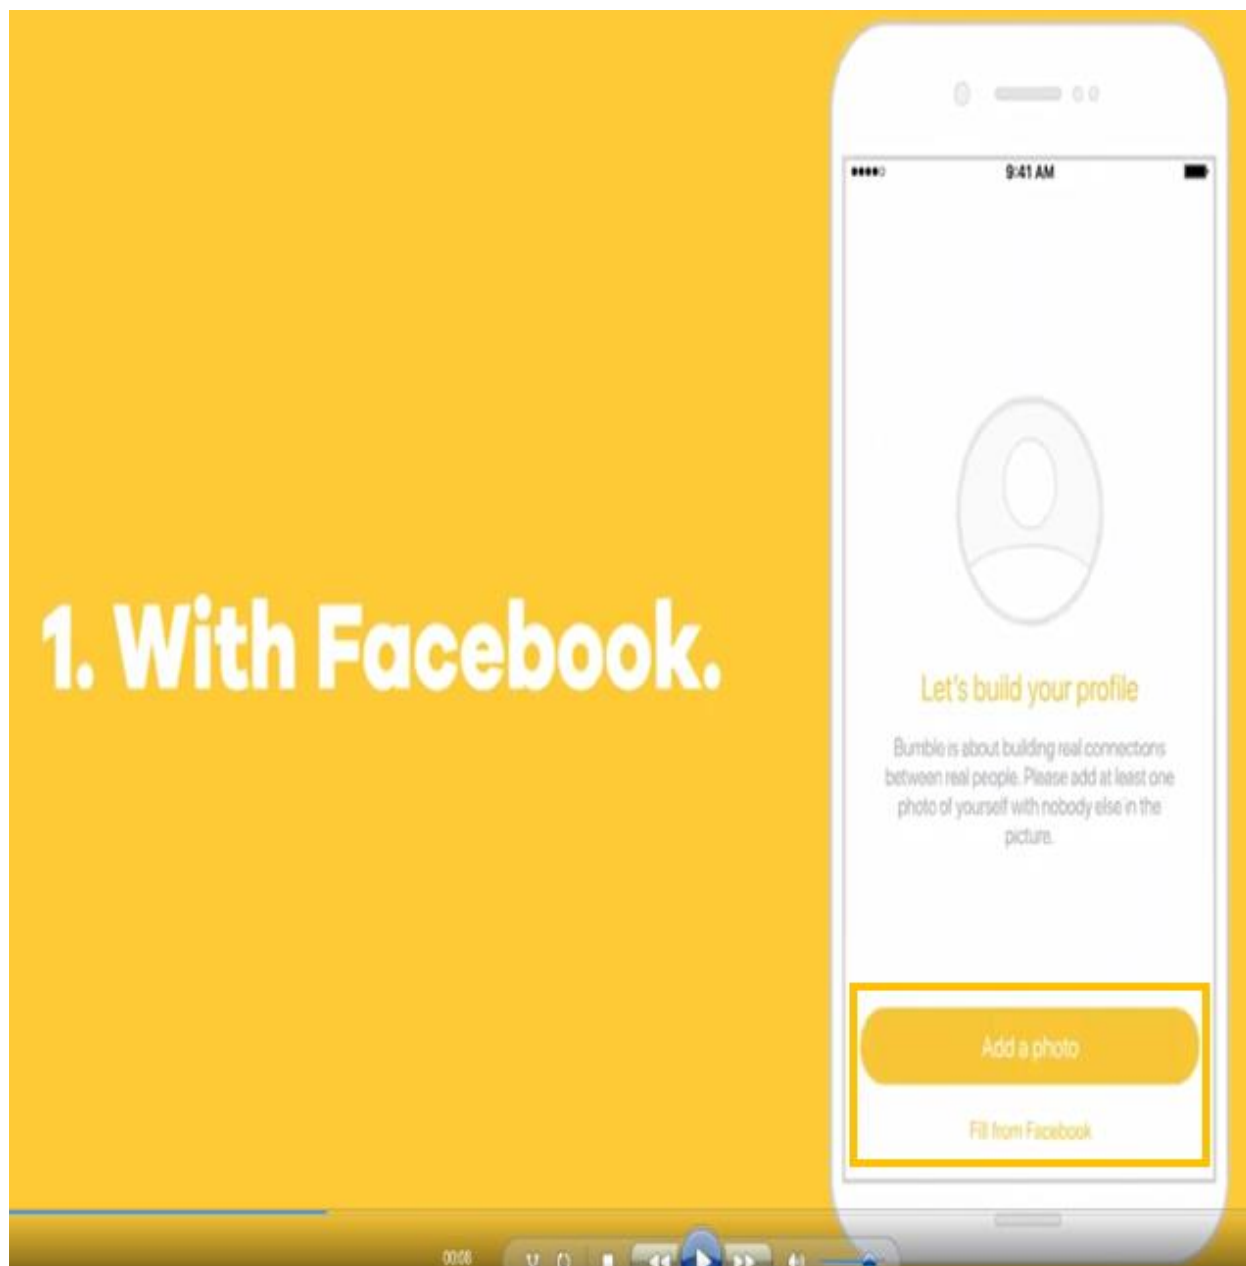 9:41 AM
1. With Facebook.
Let's build your profile
Bumble is about building real connections
between real people. Please add at least one
photo of yourself with nobody else in the
picture.
Add a photo
Fill from Facebook
00:08